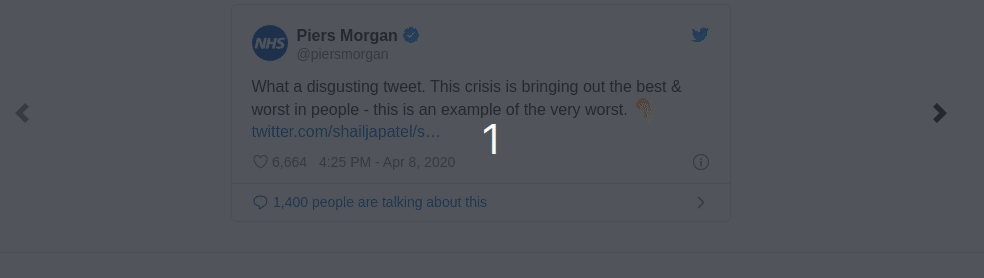 NHS
Piers Morgan
@piersmorgan
What a disgusting tweet. This crisis is bringing out the best &
worst in people - this is an example of the very worst. 👇
twitter.com/shailjapatel/s…
1
6,664 4:25 PM - Apr 8, 2020
1,400 people are talking about this